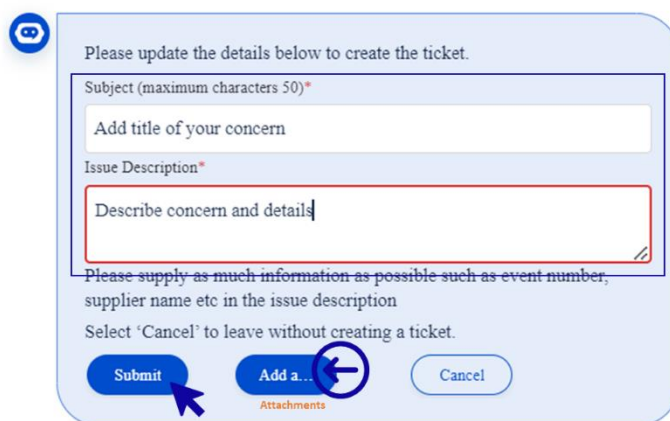 Please update the details below to create the ticket.
Subject (maximum characters 50)*
Add title of your concern
Issue Description*
Describe concern and details
Please supply as much information as possible such as event number,
supplier name etc in the issue description
Select ‘Cancel’ to leave without creating a ticket.
Submit Add a... Cancel
Attachments